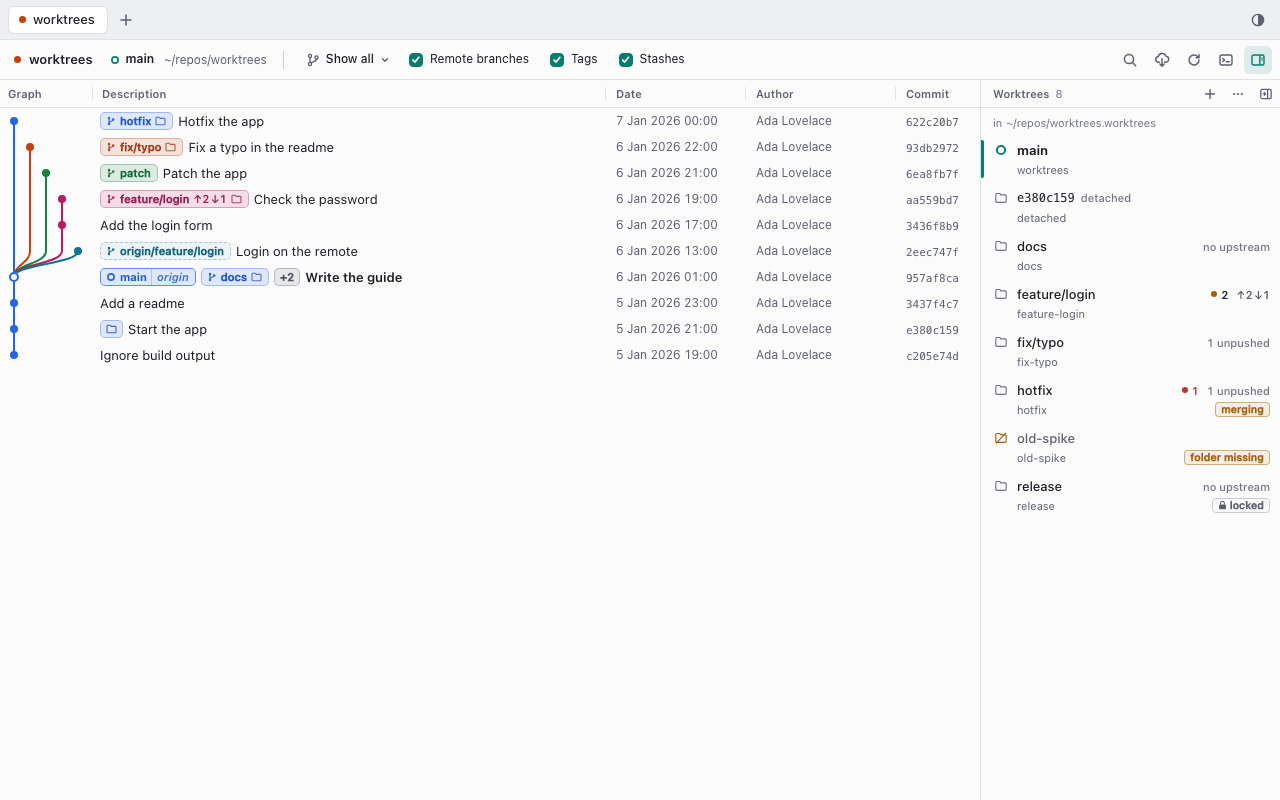 worktrees
worktrees main ~/repos/worktrees Show all Remote branches Tags Stashes
Graph Description Date Author Commit
hotfix Hotfix the app 7 Jan 2026 00:00 Ada Lovelace 622c20b7
fix/typo Fix a typo in the readme 6 Jan 2026 22:00 Ada Lovelace 93db2972
patch Patch the app 6 Jan 2026 21:00 Ada Lovelace 6ea8fb7f
feature/login ↑2↓1 Check the password 6 Jan 2026 19:00 Ada Lovelace aa559bd7
Add the login form 6 Jan 2026 17:00 Ada Lovelace 3436f8b9
origin/feature/login Login on the remote 6 Jan 2026 13:00 Ada Lovelace 2eec747f
main origin docs +2 Write the guide 6 Jan 2026 01:00 Ada Lovelace 957af8ca
Add a readme 5 Jan 2026 23:00 Ada Lovelace 3437f4c7
Start the app 5 Jan 2026 21:00 Ada Lovelace e380c159
Ignore build output 5 Jan 2026 19:00 Ada Lovelace c205e74d
Worktrees 8
in ~/repos/worktrees.worktrees
main
worktrees
e380c159 detached
detached
docs no upstream
docs
feature/login 2 ↑2↓1
feature-login
fix/typo 1 unpushed
fix-typo
hotfix 1 1 unpushed
hotfix merging
old-spike
old-spike folder missing
release no upstream
release locked